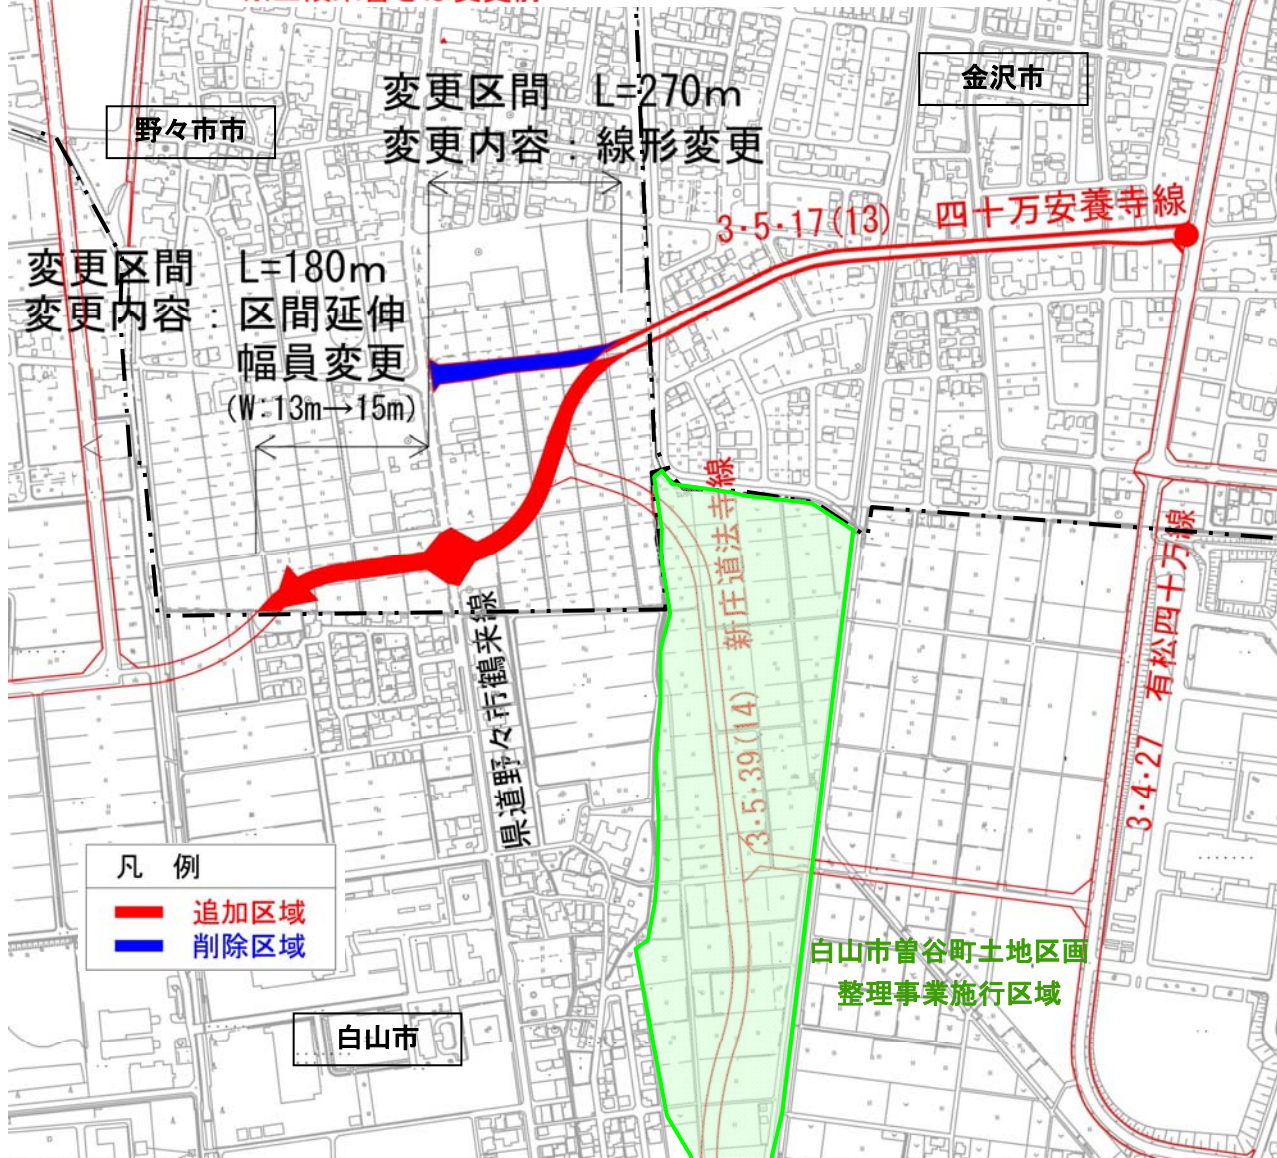 金沢市
変更区間 L=270m
野々市市
変更内容：線形変更
四十万安養寺線
3・5・17(13)
変更区間 L=180m
変更内容：区間延伸
幅員変更
(W:13m→15m)
新庄道法寺線
3・5・39(14)
有松四十万線
3・4・27
県道野々市鶴来線
凡 例
追加区域
削除区域
白山市曽谷町土地区画
整理事業施行区域
白山市